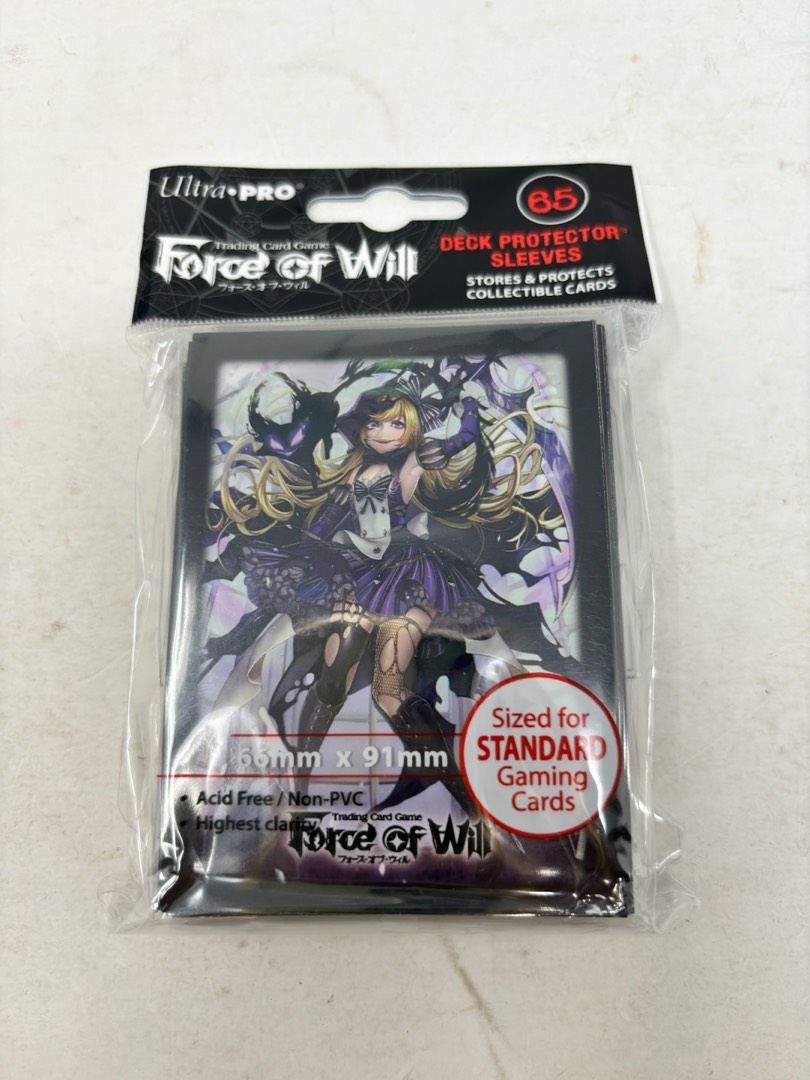 Ultra•PRO®
65
DECK PROTECTOR®
SLEEVES
STORES & PROTECTS
COLLECTIBLE CARDS
Trading Card Game
Force of Will
フォース・オブ・ウィル
Sized for
STANDARD
Gaming
Cards
66mm x 91mm
• Acid Free / Non-PVC
• Highest clarity
Trading Card Game
Force of Will
フォース・オブ・ウィル